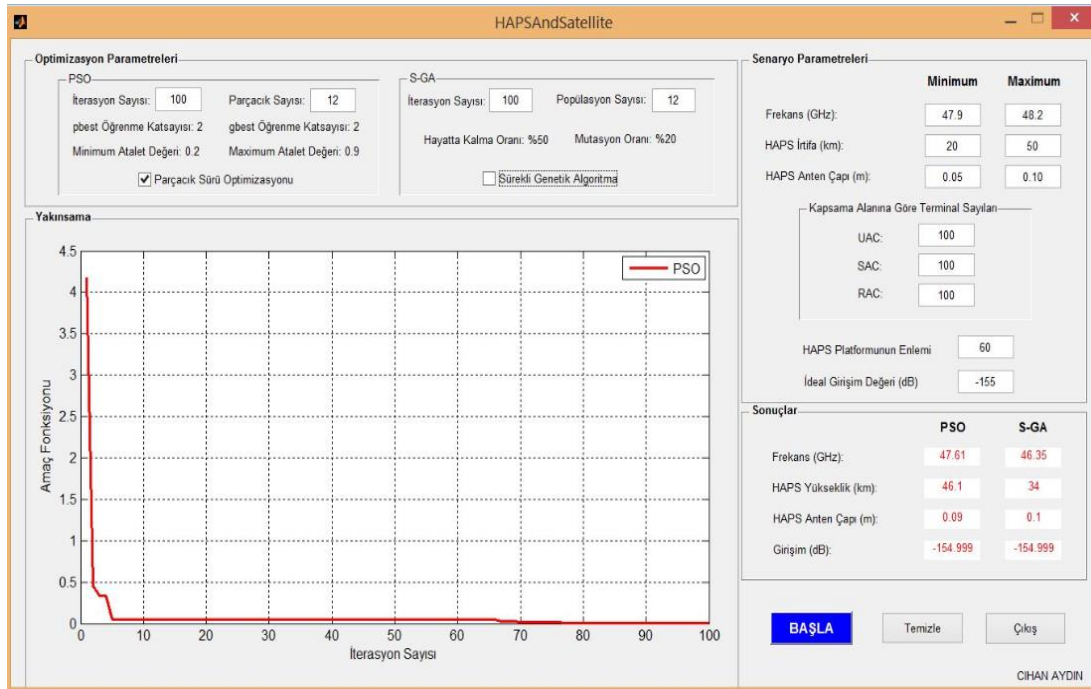 HAPSAndSatellite
Optimizasyon Parametreleri
PSO
İterasyon Sayısı: 100 Parçacık Sayısı: 12
pbest Öğrenme Katsayısı: 2 gbest Öğrenme Katsayısı: 2
Minimum Atalet Değeri: 0.2 Maximum Atalet Değeri: 0.9
Parçacık Sürü Optimizasyonu
S-GA
İterasyon Sayısı: 100 Popülasyon Sayısı: 12
Hayatta Kalma Oranı: %50 Mutasyon Oranı: %20
Sürekli Genetik Algoritma
Yakınsama
4.5
4
3.5
3
2.5
2
1.5
1
0.5
0
Amaç Fonksiyonu
PSO
0 10 20 30 40 50 60 70 80 90 100
İterasyon Sayısı
Senaryo Parametreleri
Minimum Maximum
Frekans (GHz): 47.9 48.2
HAPS İrtifa (km): 20 50
HAPS Anten Çapı (m): 0.05 0.10
Kapsama Alanına Göre Terminal Sayıları
UAC: 100
SAC: 100
RAC: 100
HAPS Platformunun Enlemi 60
İdeal Girişim Değeri (dB) -155
Sonuçlar
PSO S-GA
Frekans (GHz): 47.61 46.35
HAPS Yükseklik (km): 46.1 34
HAPS Anten Çapı (m): 0.09 0.1
Girişim (dB): -154.999 -154.999
BAŞLA Temizle Çıkış
CIHAN AYDIN